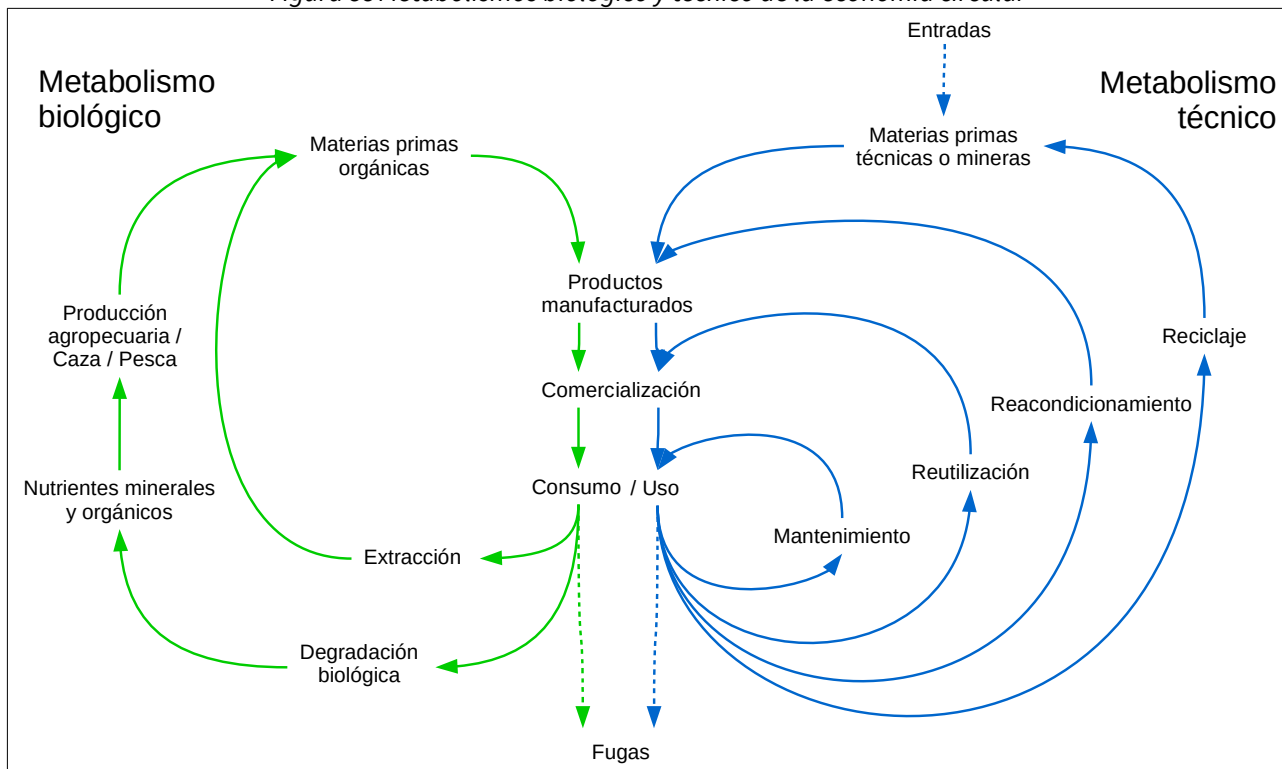 Entradas
Metabolismo
biológico
Metabolismo
técnico
Materias primas
orgánicas
Materias primas
técnicas o mineras
Productos
manufacturados
Producción
agropecuaria /
Caza / Pesca
Reciclaje
Comercialización
Reacondicionamiento
Reutilización
Nutrientes minerales
y orgánicos
Consumo / Uso
Mantenimiento
Extracción
Degradación
biológica
Fugas